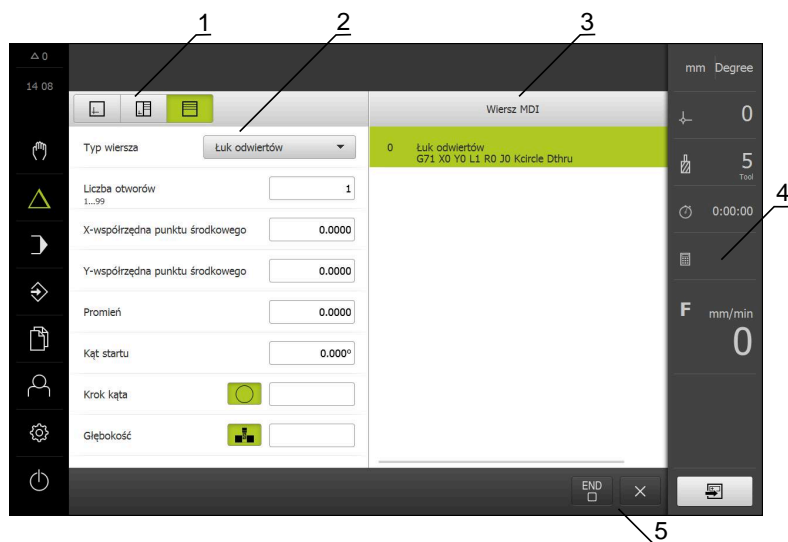 1 2 3
△ 0
14 08
mm Degree
Wiersz MDI
0
Typ wiersza Łuk odwiertów
0 Łuk odwiertów
G71 X0 Y0 L1 R0 J0 Kcircle Dthru
5
Tool
Liczba otworów 1
1...99
4
0:00:00
X-współrzędna punktu środkowego 0.0000
Y-współrzędna punktu środkowego 0.0000
Promień 0.0000
F mm/min
0
Kąt startu 0.000°
Krok kąta
Głębokość
END
5